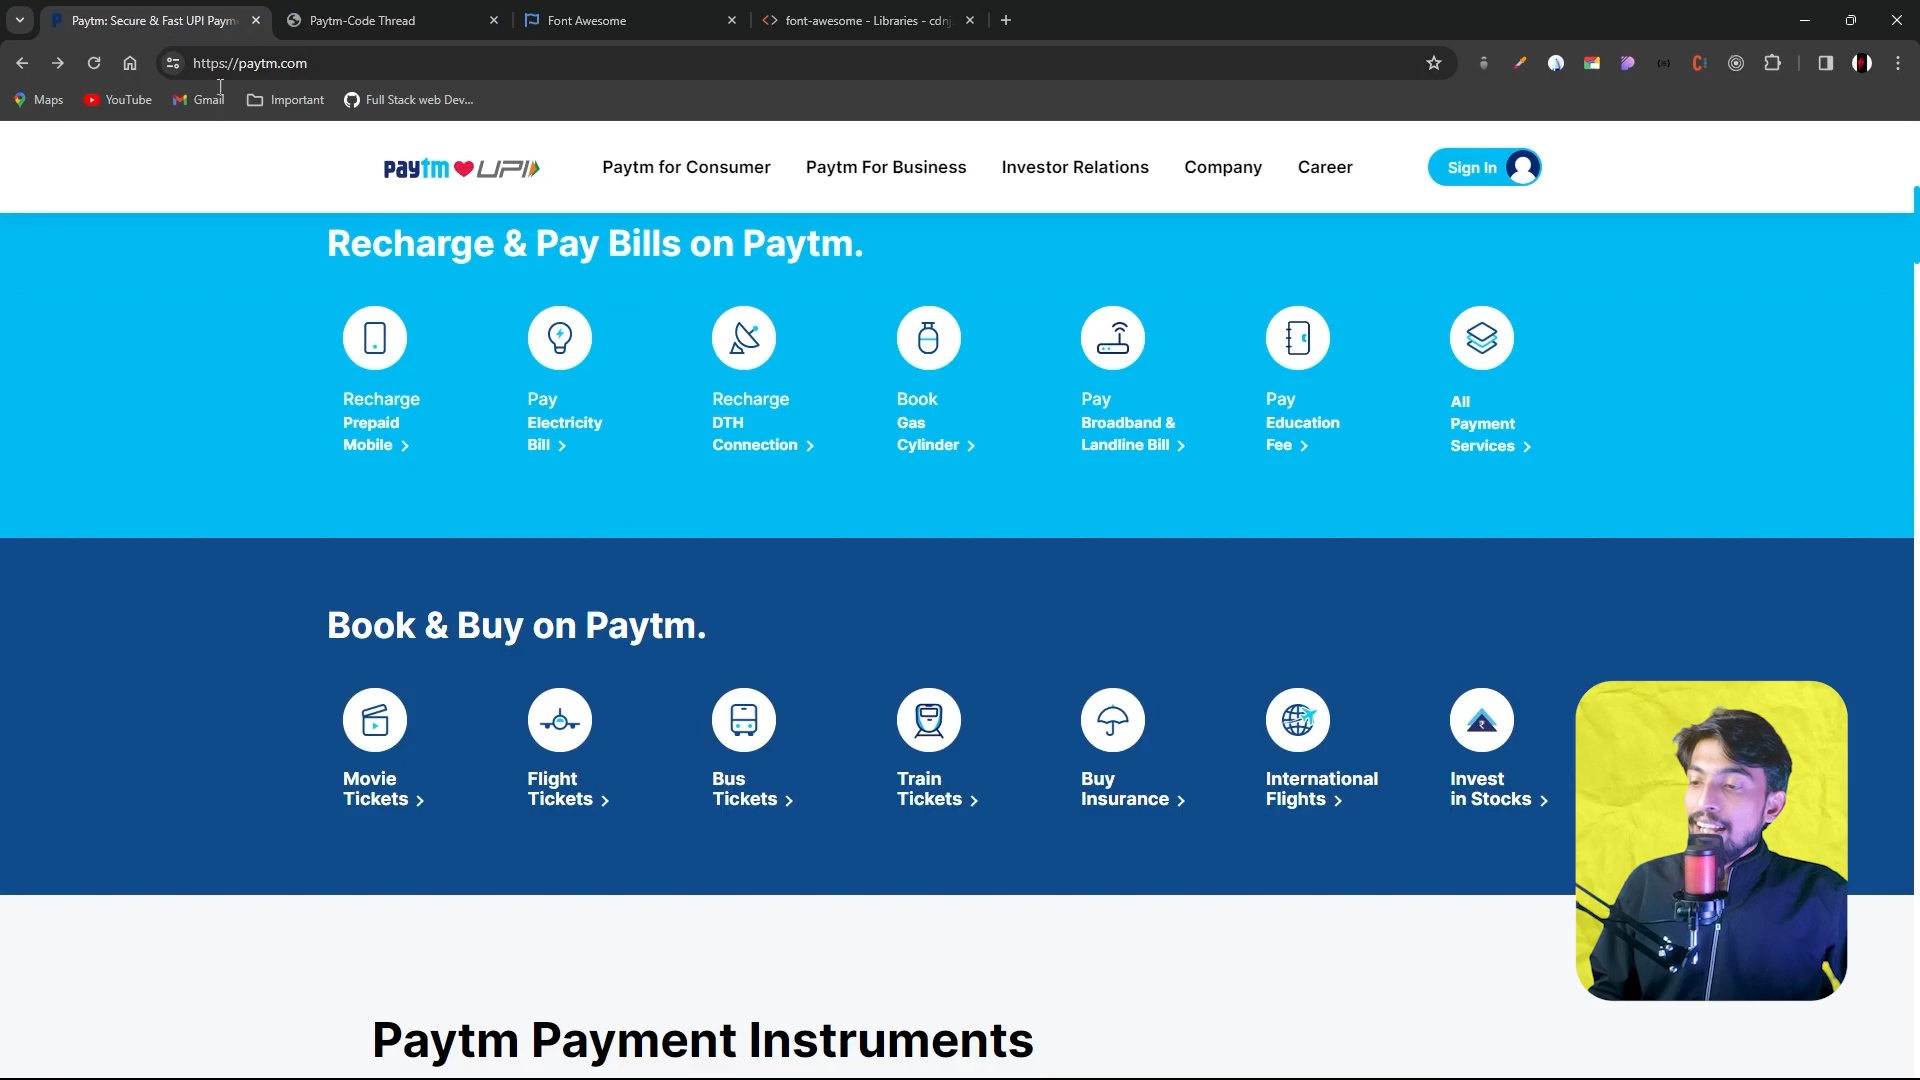 Paytm: Secure & Fast UPI Paym
Paytm-Code Thread
Font Awesome
font-awesome - Libraries - cdnj
https://paytm.com
Maps
YouTube
Gmail
Important
Full Stack web Dev...
paytm UPI
Paytm for Consumer
Paytm For Business
Investor Relations
Company
Career
Sign In
Recharge & Pay Bills on Paytm.
Recharge
Prepaid
Mobile >
Pay
Electricity
Bill >
Recharge
DTH
Connection >
Book
Gas
Cylinder >
Pay
Broadband &
Landline Bill >
Pay
Education
Fee >
All
Payment
Services >
Book & Buy on Paytm.
Movie
Tickets >
Flight
Tickets >
Bus
Tickets >
Train
Tickets >
Buy
Insurance >
International
Flights >
Invest
in Stocks >
Paytm Payment Instruments